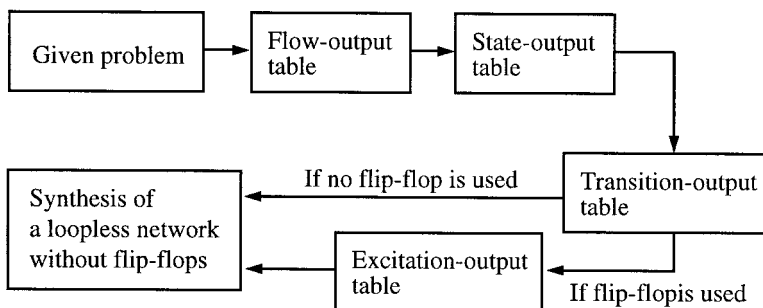 Given problem
Flow-output
table
State-output
table
If no flip-flop is used
Transition-output
table
Synthesis of
a loopless network
without flip-flops
Excitation-output
table
If flip-flopis used